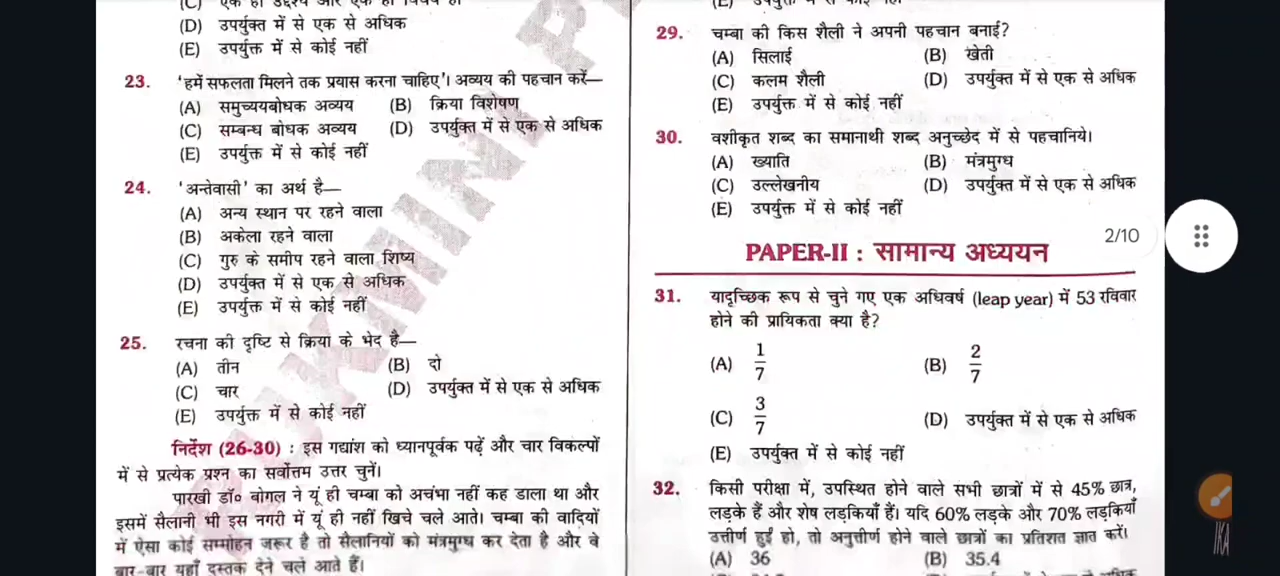 (D) उपर्युक्त में से एक से अधिक
(E) उपर्युक्त में से कोई नहीं
23. 'हमें सफलता मिलने तक प्रयास करना चाहिए'। अव्यय की पहचान करें—
(A) समुच्ययबोधक अव्यय (B) क्रिया विशेषण
(C) सम्बन्ध बोधक अव्यय (D) उपर्युक्त में से एक से अधिक
(E) उपर्युक्त में से कोई नहीं
24. 'अन्तेवासी' का अर्थ है—
(A) अन्य स्थान पर रहने वाला
(B) अकेला रहने वाला
(C) गुरु के समीप रहने वाला शिष्य
(D) उपर्युक्त में से एक से अधिक
(E) उपर्युक्त में से कोई नहीं
25. रचना की दृष्टि से क्रिया के भेद है—
(A) तीन (B) दो
(C) चार (D) उपर्युक्त में से एक से अधिक
(E) उपर्युक्त में से कोई नहीं
निर्देश (26-30) : इस गद्यांश को ध्यानपूर्वक पढ़ें और चार विकल्पों
में से प्रत्येक प्रश्न का सर्वोतम उत्तर चुनें।
पारखी डॉ० बोगल ने यूं ही चम्बा को अचंभा नहीं कह डाला था और
इसमें सैलानी भी इस नगरी में यूं ही नहीं खिचे चले आते। चम्बा की वादियों
में ऐसा कोई सम्मोहन जरूर है तो सैलानियों को मंत्रमुग्ध कर देता है और वे
बार-बार यहाँ दस्तक देने चले आते हैं।
29. चम्बा की किस शैली ने अपनी पहचान बनाई?
(A) सिलाई (B) खेती
(C) कलम शैली (D) उपर्युक्त में से एक से अधिक
(E) उपर्युक्त में से कोई नहीं
30. वशीकृत शब्द का समानाथी शब्द अनुच्छेद में से पहचानिये।
(A) ख्याति (B) मंत्रमुग्ध
(C) उल्लेखनीय (D) उपर्युक्त में से एक से अधिक
(E) उपर्युक्त में से कोई नहीं
2/10
PAPER-II : सामान्य अध्ययन
31. यादृच्छिक रूप से चुने गए एक अधिवर्ष (leap year) में 53 रविवार
होने की प्रायिकता क्या है?
(A) 1/7 (B) 2/7
(C) 3/7 (D) उपर्युक्त में से एक से अधिक
(E) उपर्युक्त में से कोई नहीं
32. किसी परीक्षा में, उपस्थित होने वाले सभी छात्रों में से 45% छात्र,
लड़के हैं और शेष लड़कियाँ हैं। यदि 60% लड़के और 70% लड़कियाँ
उत्तीर्ण हुई हो, तो अनुत्तीर्ण होने वाले छात्रों का प्रतिशत ज्ञात करें।
(A) 36 (B) 35.4